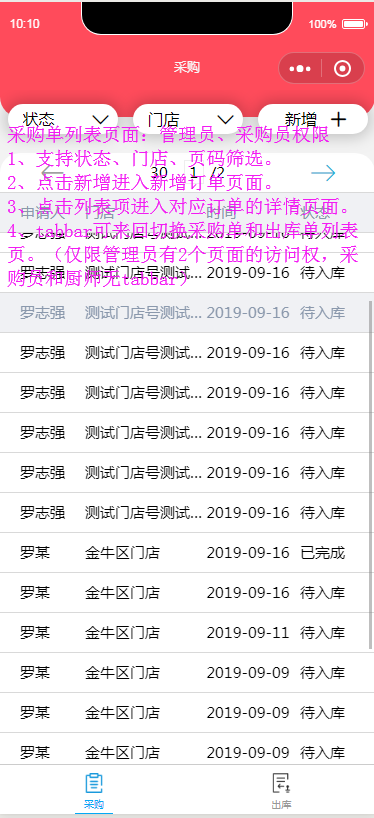 10:10 100%
采购
状态 门店 新增
采购单列表页面：管理员、采购员权限
1、支持状态、门店、页码筛选。
30 1 /2
2、点击新增进入新增订单页面。
申请人 门店 时间 状态
3、点击列表项进入对应订单的详情页面。
4、tabbar可来回切换采购单和出库单列表
页。（仅限管理员有2个页面的访问权，采
罗志强 测试门店号测试... 2019-09-16 待入库
购员和厨师无tabbar）
罗志强 测试门店号测试... 2019-09-16 待入库
罗志强 测试门店号测试... 2019-09-16 待入库
罗志强 测试门店号测试... 2019-09-16 待入库
罗志强 测试门店号测试... 2019-09-16 待入库
罗志强 测试门店号测试... 2019-09-16 待入库
罗志强 测试门店号测试... 2019-09-16 待入库
罗某 金牛区门店 2019-09-16 已完成
罗某 金牛区门店 2019-09-16 待入库
罗某 金牛区门店 2019-09-11 待入库
罗某 金牛区门店 2019-09-09 待入库
罗某 金牛区门店 2019-09-09 待入库
罗某 金牛区门店 2019-09-09 待入库
采购 出库